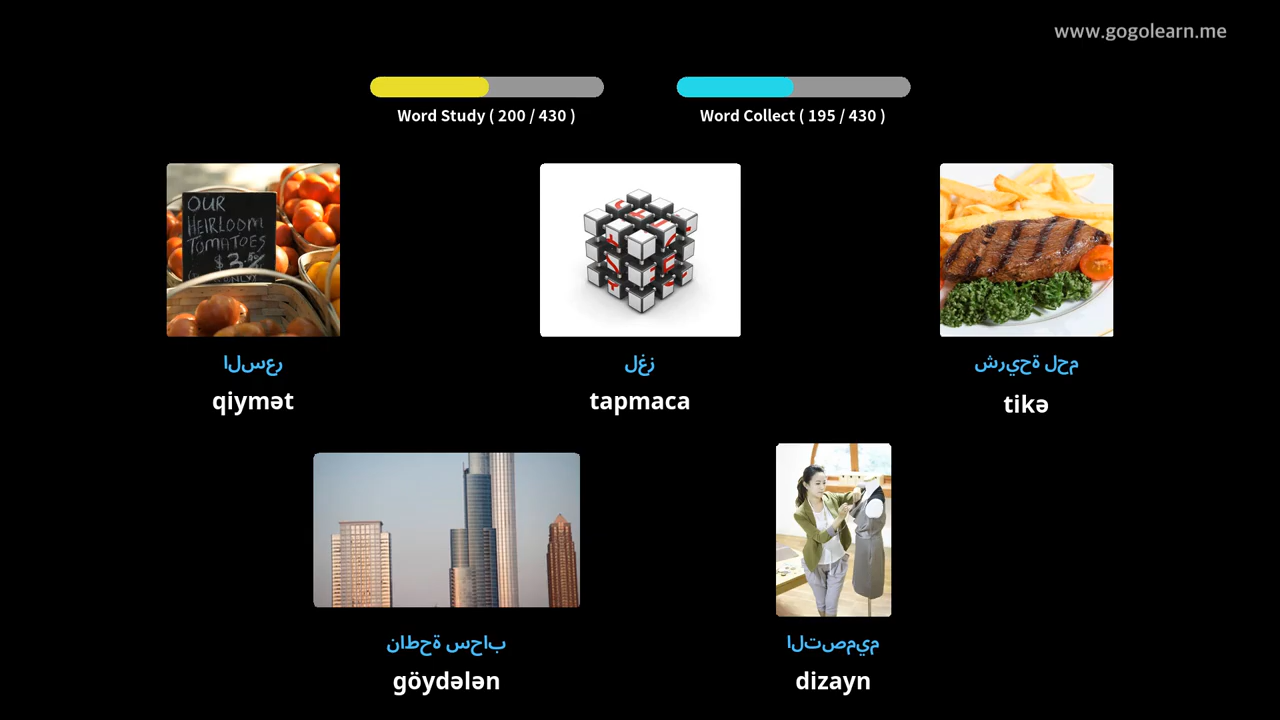 www.gogolearn.me
Word Study ( 200 / 430 )
Word Collect ( 195 / 430 )
السعر
qiymət
لغز
tapmaca
شريحة لحم
tikə
ناطحة سحاب
göydələn
التصميم
dizayn
OUR
HEIRLOOM
TOMATOES